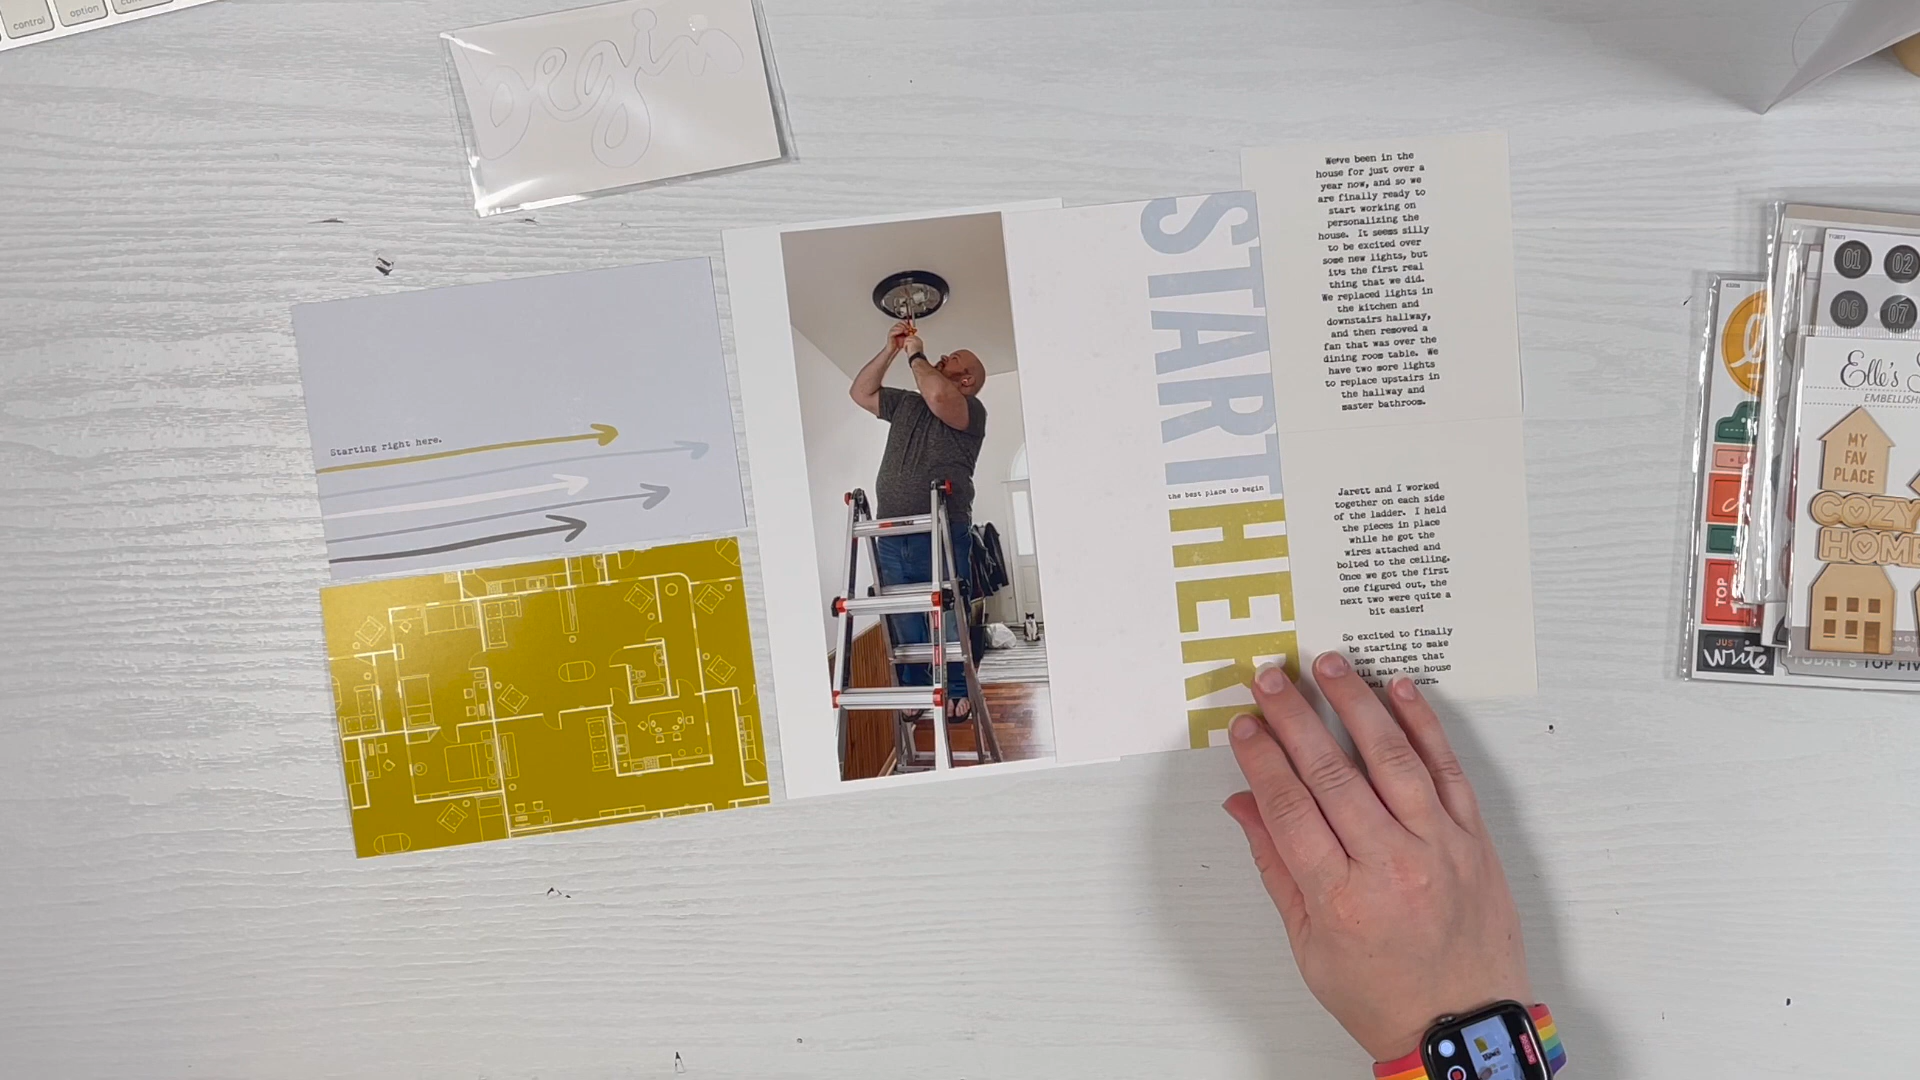 control
option
begin
Starting right here.
START
the best place to begin
HERE
We've been in the
house for just over a
year now, and so we
are finally ready to
start working on
personalizing the
house. It seems silly
to be excited over
some new lights, but
it's the first real
thing that we did.
We replaced lights in
the kitchen and
downstairs hallway,
and then removed a
fan that was over the
dining room table. We
have two more lights
to replace upstairs in
the hallway and
master bathroom.
Jarett and I worked
together on each side
of the ladder. I held
the pieces in place
while he got the
wires attached and
bolted to the ceiling.
Once we got the first
one figured out, the
next two were quite a
bit easier!
So excited to finally
be starting to make
some changes that
make the house
ours.
01 02
06 07
Elle's
MY
FAV
PLACE
COZY
HOME
TOP
JUST
write
TODAY'S TOP